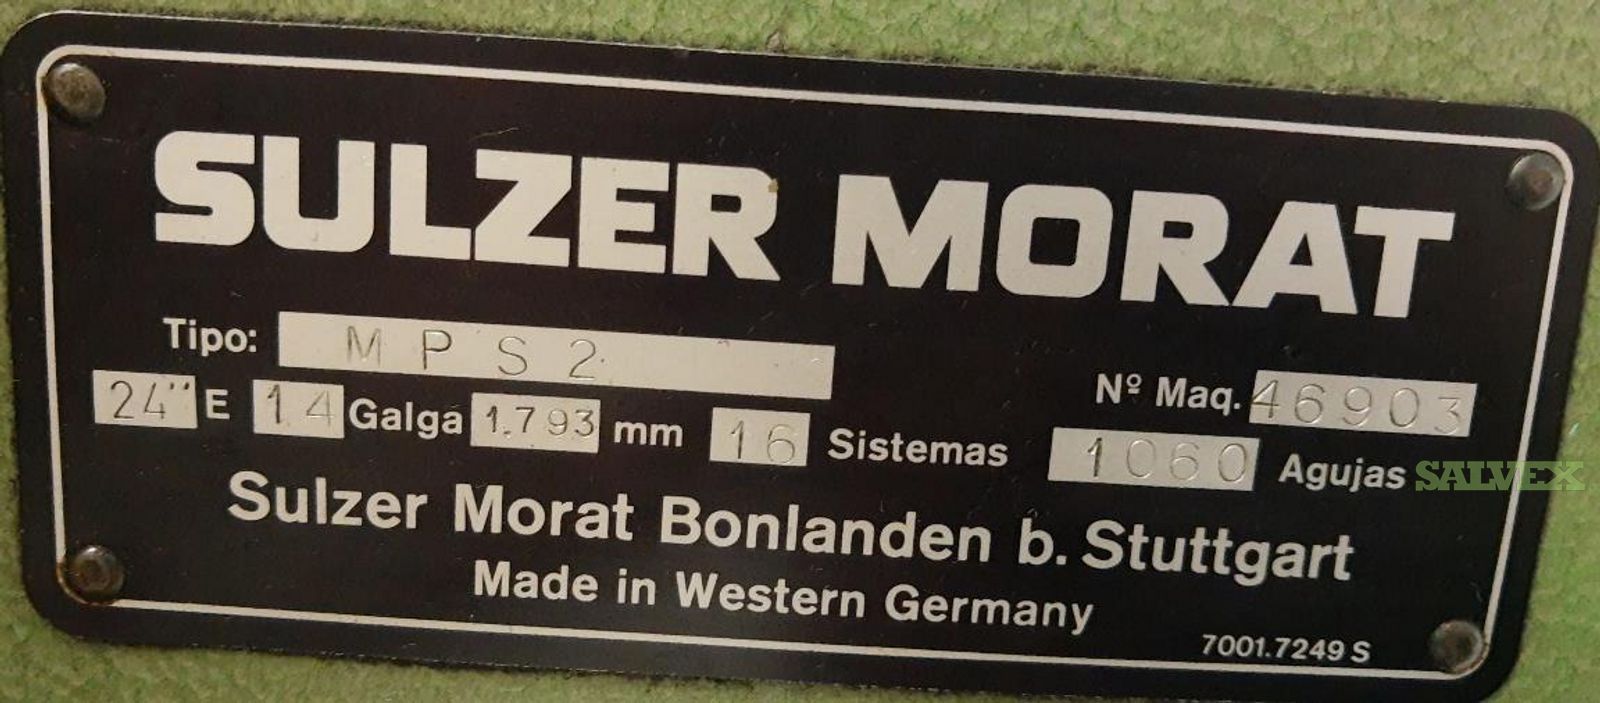 SULZER MORAT
Tipo: MPS2
Nº Maq. 46903
24" E 14 Galga 1.793 mm 16 Sistemas 1060 Agujas
SALVEX
Sulzer Morat Bonlanden b. Stuttgart
Made in Western Germany
7001.7249 S